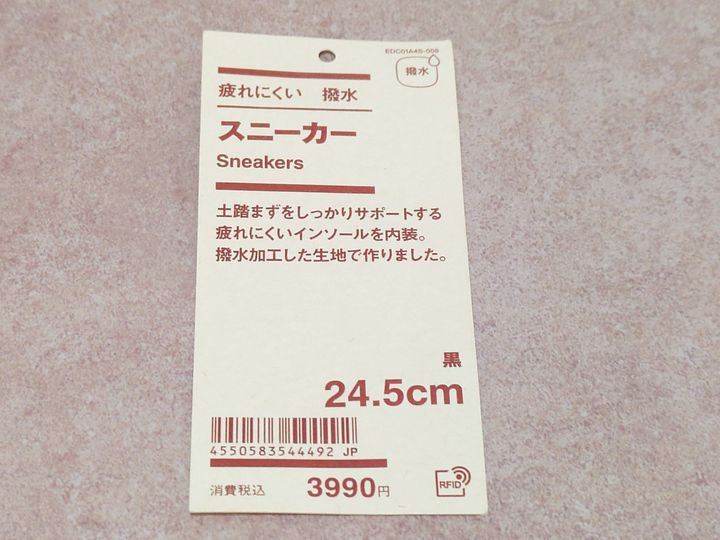 EDC01A4S-009
撥水
疲れにくい 撥水
スニーカー
Sneakers
土踏まずをしっかりサポートする
疲れにくいインソールを内装。
撥水加工した生地で作りました。
黒
24.5cm
4550583544492 JP
消費税込 3990円
RFID